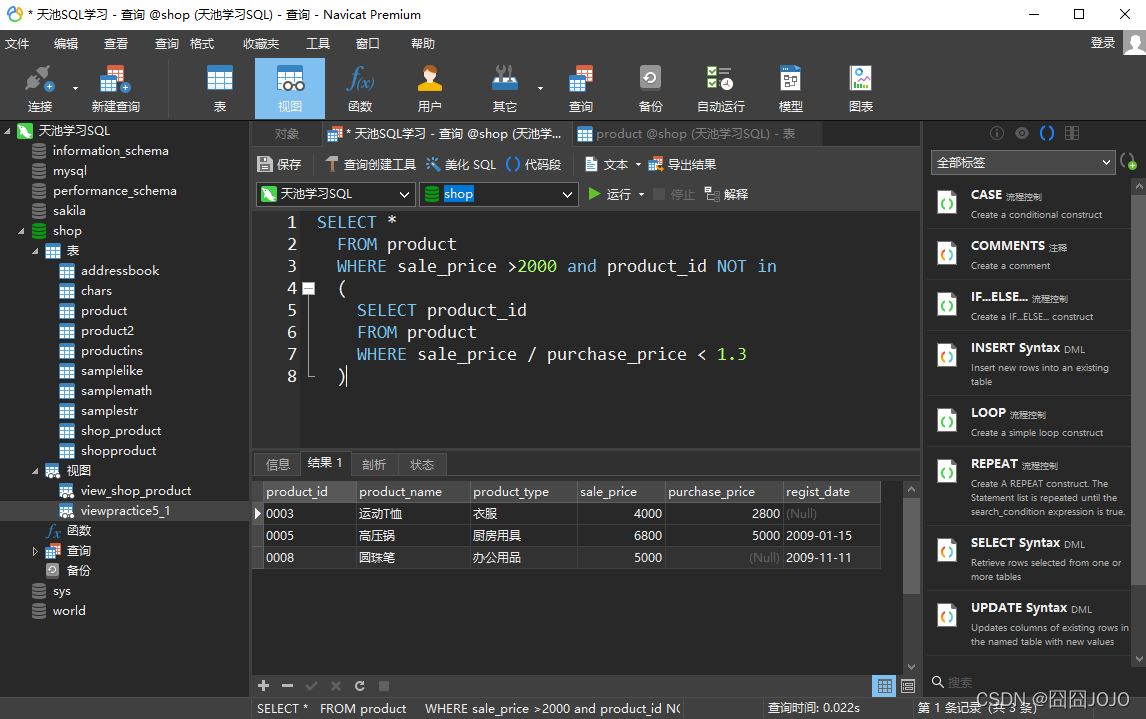 * 天池学习SQL - 查询 @shop (天池学习SQL) - 查询 - Navicat Premium
文件 编辑 查看 查询 格式 收藏夹 工具 窗口 帮助 登录
连接 新建查询 表 视图 函数 用户 其它 查询 备份 自动运行 模型 图表
天池学习SQL
information_schema
mysql
performance_schema
sakila
shop
表
addressbook
chars
product
product2
productins
samplelike
samplemath
samplestr
shop_product
shopproduct
视图
view_shop_product
viewpractice5_1
函数
查询
备份
sys
world
对象 * 天池学习SQL - 查询 @shop (天池学... product @shop (天池学习SQL) - 表
保存 查询创建工具 美化 SQL 代码段 文本 导出结果
天池学习SQL shop 运行 停止 解释
1 SELECT *
2 FROM product
3 WHERE sale_price >2000 and product_id NOT in
4 (
5 SELECT product_id
6 FROM product
7 WHERE sale_price / purchase_price < 1.3
8 )
信息 结果 1 剖析 状态
product_id product_name product_type sale_price purchase_price regist_date
0003 运动T恤 衣服 4000 2800 (Null)
0005 高压锅 厨房用具 6800 5000 2009-01-15
0008 圆珠笔 办公用品 5000 (Null) 2009-11-11
SELECT * FROM product WHERE sale_price >2000 and product_id NO 查询时间: 0.022s 第 1 条记录 (共 3 条)
全部标签
CASE 流程控制
Create a conditional construct
COMMENTS 注释
Create a comment
IF...ELSE... 流程控制
Create a IF...ELSE... construct
INSERT Syntax DML
Insert new rows into an existing
table
LOOP 流程控制
Create a simple loop construct
REPEAT 流程控制
Create A REPEAT construct. The
Statement list is repeated until the
search_condition expression is true.
SELECT Syntax DML
Retrieve rows selected from one or
more tables
UPDATE Syntax DML
Updates columns of existing rows in
the named table with new values
搜索
CSDN @囧囧JOJO